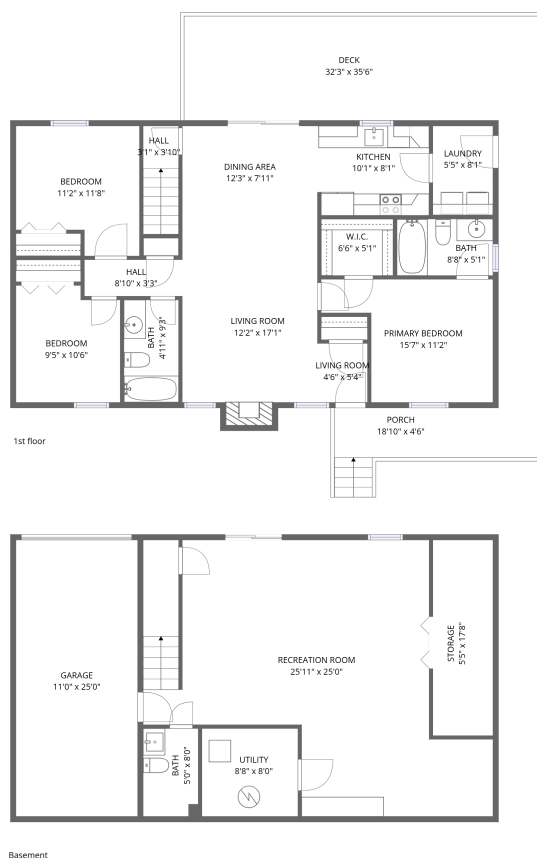 DECK
32'3" x 35'6"
HALL
3'1" x 3'10"
DINING AREA
12'3" x 7'11"
KITCHEN
10'1" x 8'1"
LAUNDRY
5'5" x 8'1"
BEDROOM
11'2" x 11'8"
W.I.C.
6'6" x 5'1"
BATH
8'8" x 5'1"
HALL
8'10" x 3'3"
BEDROOM
9'5" x 10'6"
BATH
4'11" x 9'3"
LIVING ROOM
12'2" x 17'1"
PRIMARY BEDROOM
15'7" x 11'2"
LIVING ROOM
4'6" x 5'4"
PORCH
18'10" x 4'6"
1st floor
GARAGE
11'0" x 25'0"
RECREATION ROOM
25'11" x 25'0"
STORAGE
5'5" x 17'8"
BATH
5'0" x 8'0"
UTILITY
8'8" x 8'0"
Basement